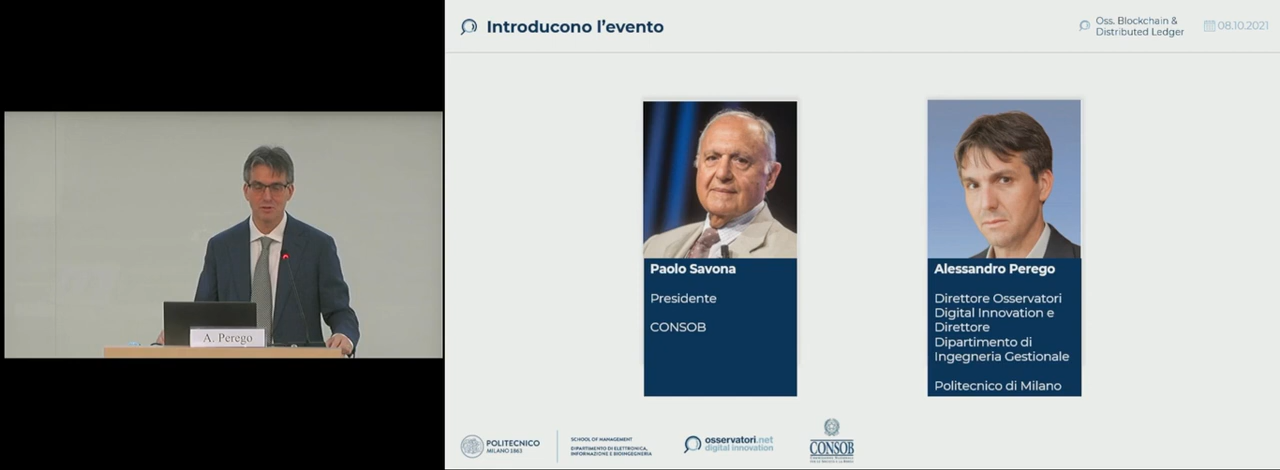 Introducono l'evento
Oss. Blockchain &
Distributed Ledger
08.10.2021
A. Perego
Paolo Savona
Presidente
CONSOB
Alessandro Perego
Direttore Osservatori
Digital Innovation e
Direttore
Dipartimento di
Ingegneria Gestionale
Politecnico di Milano
POLITECNICO
MILANO 1863
SCHOOL OF MANAGEMENT
DIPARTIMENTO DI ELETTRONICA,
INFORMAZIONE E BIOINGEGNERIA
osservatori.net
digital innovation
CONSOB